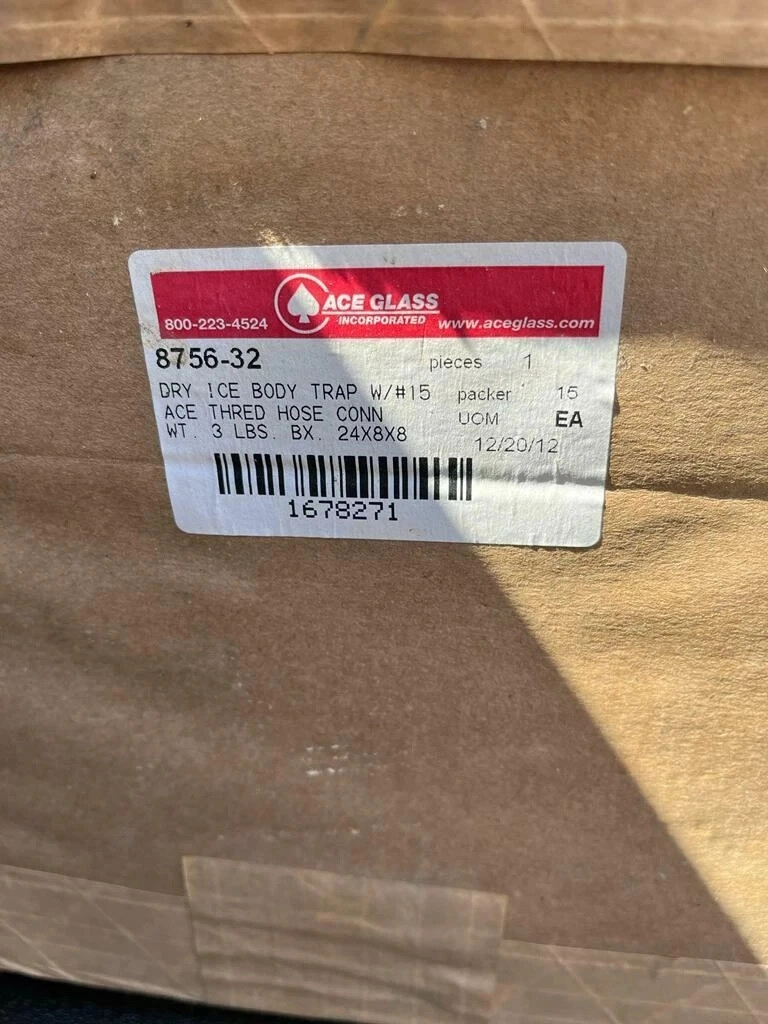 ACE GLASS
INCORPORATED
800-223-4524
www.aceglass.com
8756-32
pieces 1
DRY ICE BODY TRAP W/#15
packer 15
ACE THRED HOSE CONN
UOM EA
WT. 3 LBS. BX. 24X8X8
12/20/12
1678271